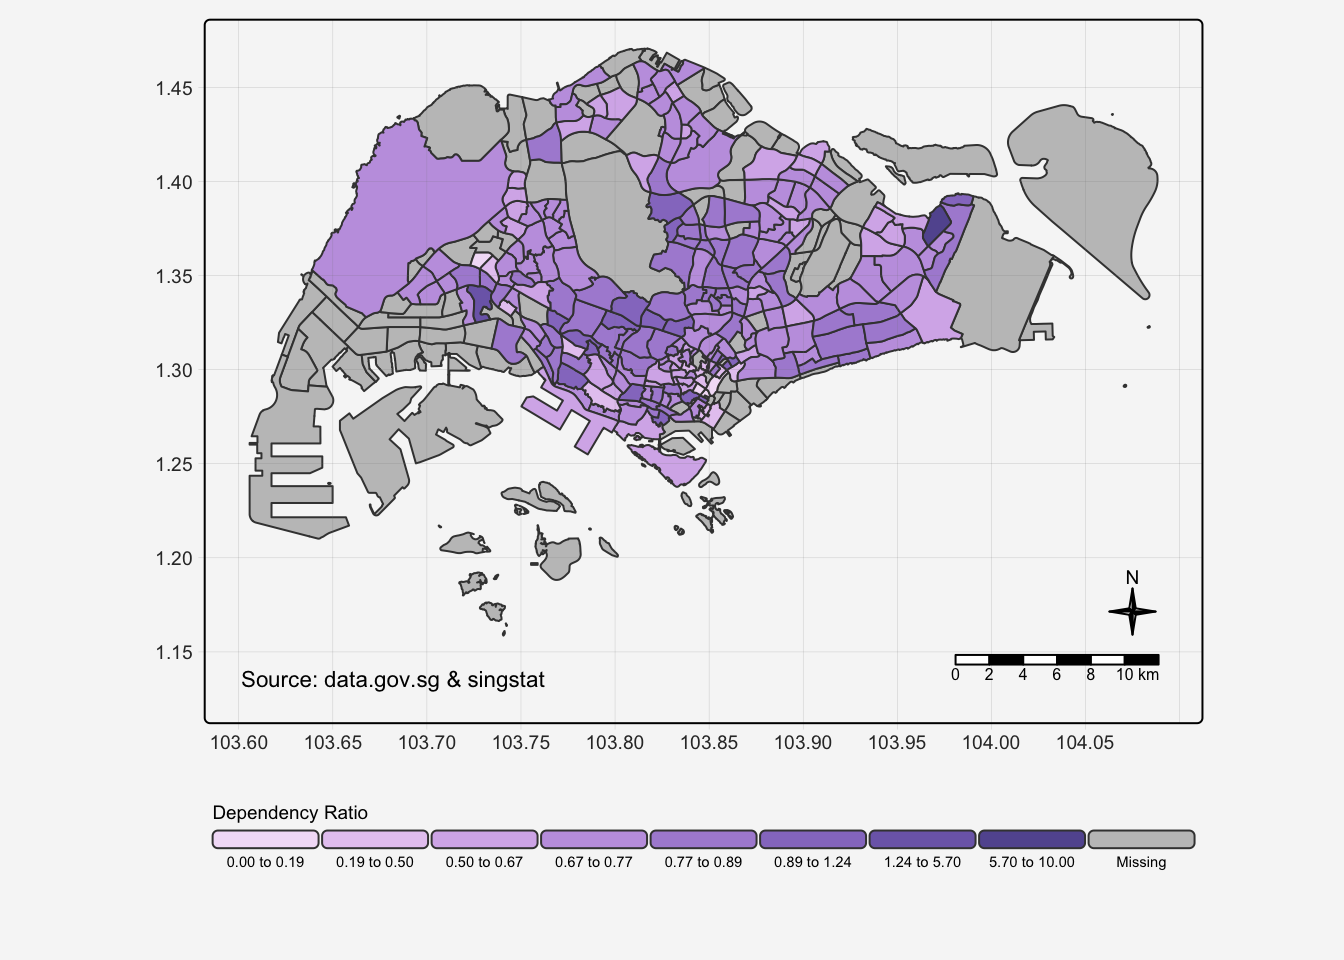 1.45
1.40
1.35
1.30
1.25
1.20
1.15
N
0 2 4 6 8 10 km
Source: data.gov.sg & singstat
103.60 103.65 103.70 103.75 103.80 103.85 103.90 103.95 104.00 104.05
Dependency Ratio
0.00 to 0.19 0.19 to 0.50 0.50 to 0.67 0.67 to 0.77 0.77 to 0.89 0.89 to 1.24 1.24 to 5.70 5.70 to 10.00 Missing